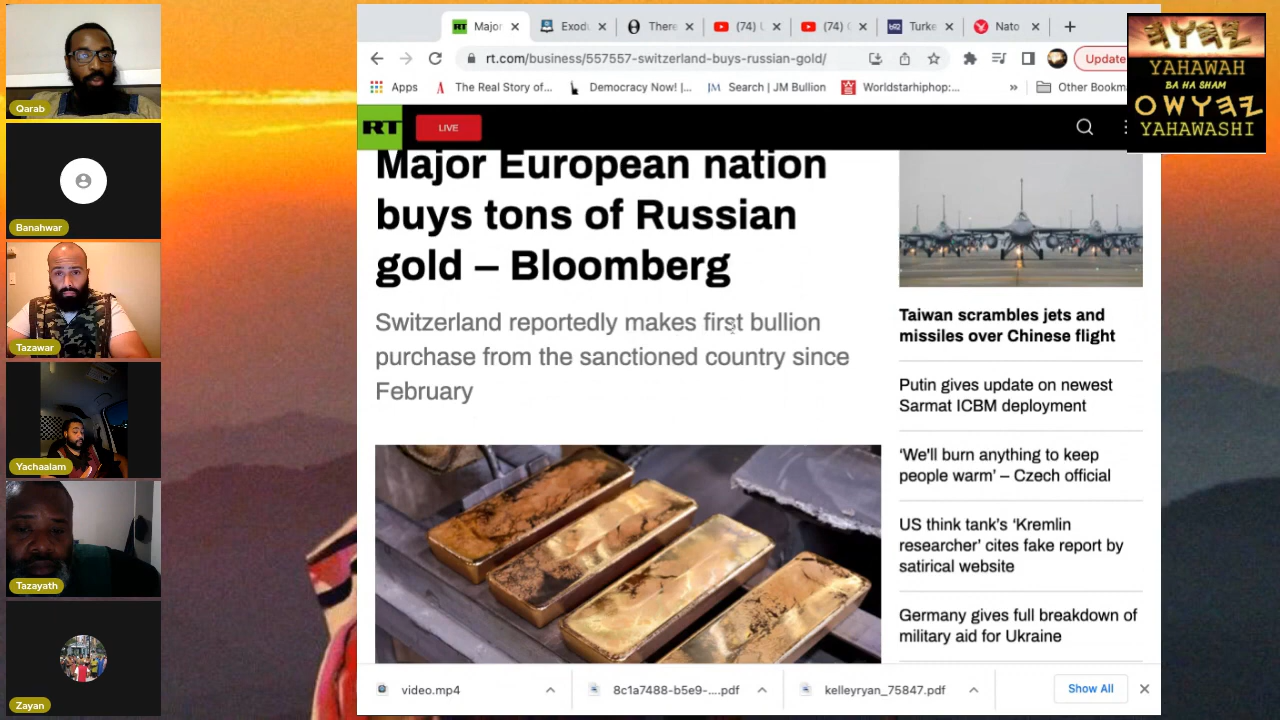 Qarab
Banahwar
Tazawar
Yachaalam
Tazayath
Zayan
Major
Exod
There
(74)
(74)
Turke
Nato
rt.com/business/557557-switzerland-buys-russian-gold/
Update
Apps
The Real Story of...
Democracy Now! |...
JM
Search | JM Bullion
Worldstarhiphop:...
»
Other Bookm
RT
LIVE
Major European nation
buys tons of Russian
gold – Bloomberg
Switzerland reportedly makes first bullion
purchase from the sanctioned country since
February
Taiwan scrambles jets and
missiles over Chinese flight
Putin gives update on newest
Sarmat ICBM deployment
‘We'll burn anything to keep
people warm’ – Czech official
US think tank’s ‘Kremlin
researcher’ cites fake report by
satirical website
Germany gives full breakdown of
military aid for Ukraine
video.mp4
8c1a7488-b5e9-....pdf
kelleyryan_75847.pdf
Show All
YAHAWAH
BA HA SHAM
YAHAWASHI